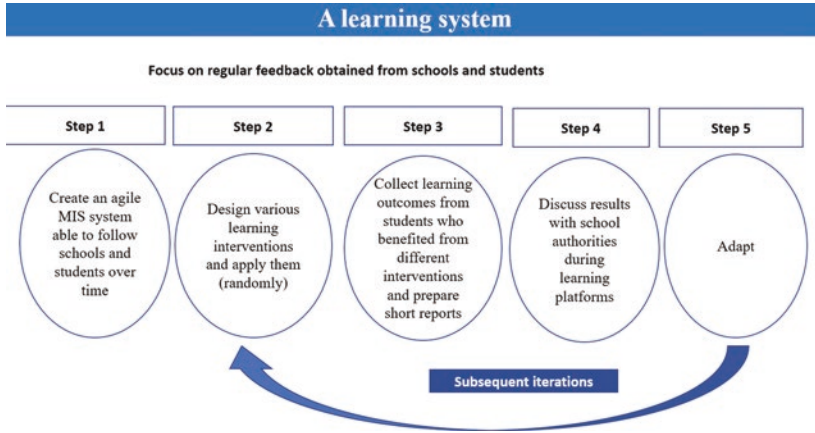 A learning system
Focus on regular feedback obtained from schools and students
Step 1
Step 2
Step 3
Step 4
Step 5
Create an agile
MIS system
able to follow
schools and
students over
time
Design various
learning
interventions
and apply them
(randomly)
Collect learning
outcomes from
students who
benefited from
different
interventions
and prepare
short reports
Discuss results
with school
authorities
during
learning
platforms
Adapt
Subsequent iterations